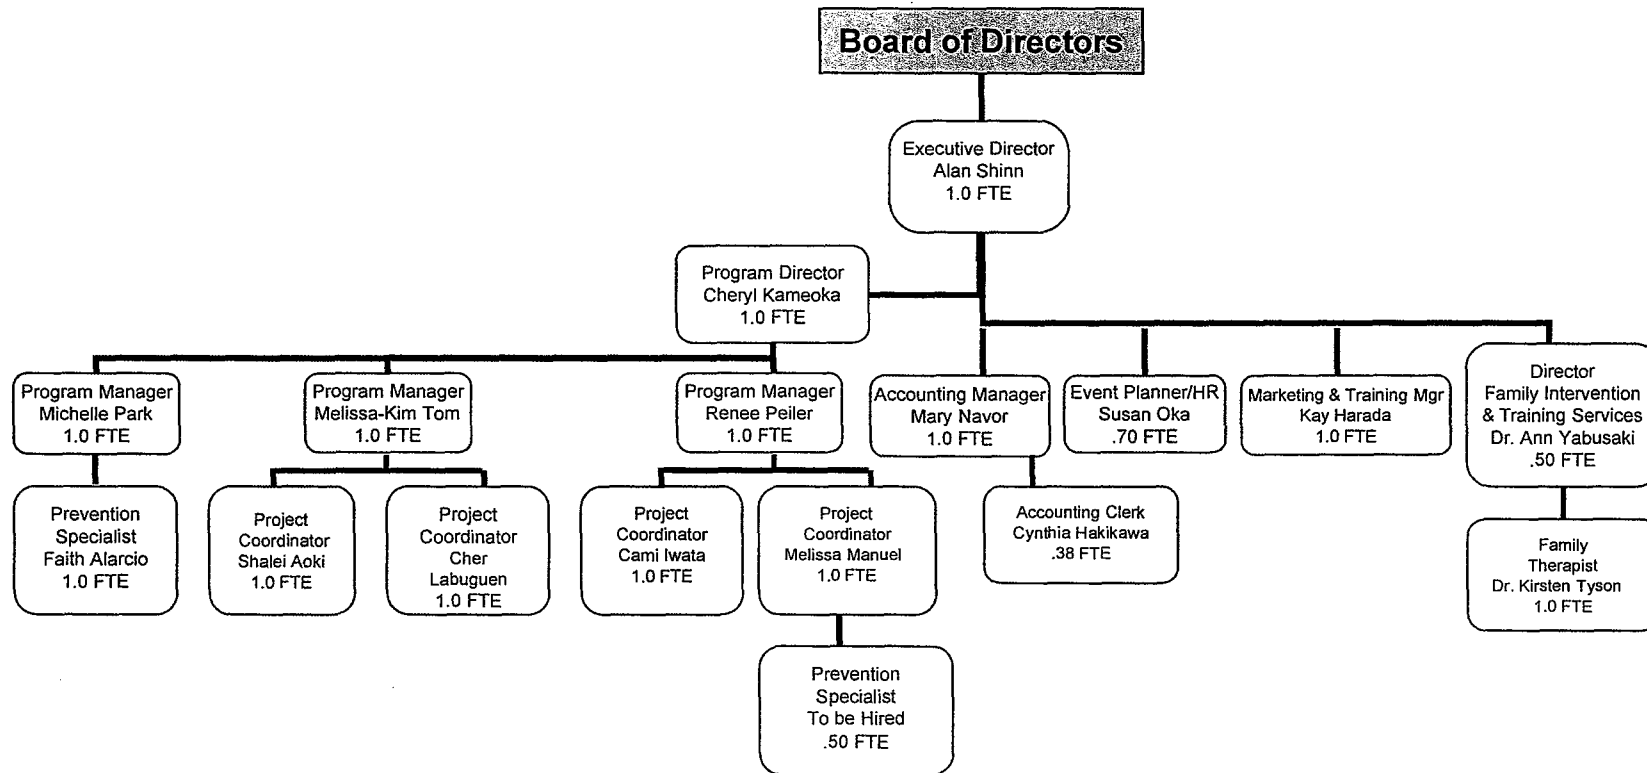 Board of Directors
Executive Director
Alan Shinn
1.0 FTE
Program Director
Cheryl Kameoka
1.0 FTE
Program Manager
Michelle Park
1.0 FTE
Program Manager
Melissa-Kim Tom
1.0 FTE
Program Manager
Renee Peiler
1.0 FTE
Accounting Manager
Mary Navor
1.0 FTE
Event Planner/HR
Susan Oka
.70 FTE
Marketing & Training Mgr
Kay Harada
1.0 FTE
Director
Family Intervention
& Training Services
Dr. Ann Yabusaki
.50 FTE
Prevention
Specialist
Faith Alarcio
1.0 FTE
Project
Coordinator
Shalei Aoki
1.0 FTE
Project
Coordinator
Cher
Labuguen
1.0 FTE
Project
Coordinator
Cami Iwata
1.0 FTE
Project
Coordinator
Melissa Manuel
1.0 FTE
Accounting Clerk
Cynthia Hakikawa
.38 FTE
Family
Therapist
Dr. Kirsten Tyson
1.0 FTE
Prevention
Specialist
To be Hired
.50 FTE